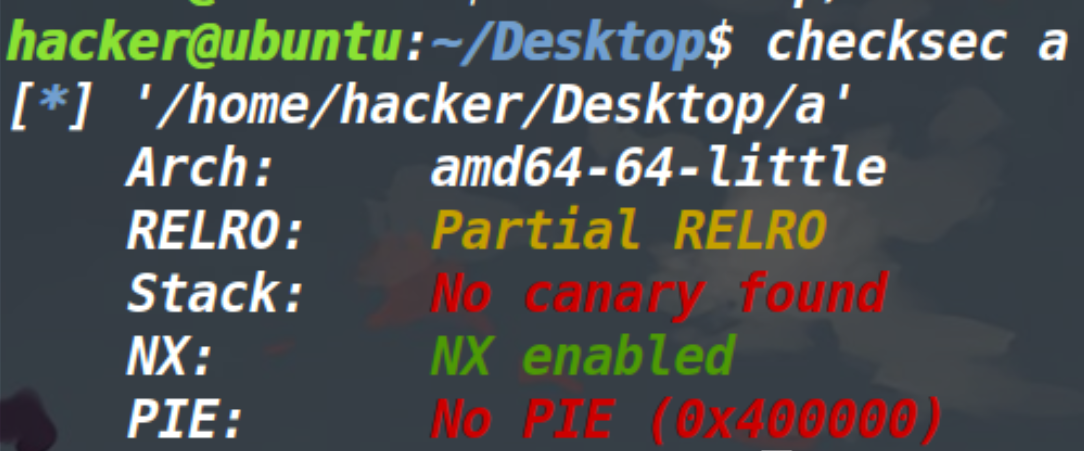 hacker@ubuntu:~/Desktop$ checksec a
[*] '/home/hacker/Desktop/a'
Arch: amd64-64-little
RELRO: Partial RELRO
Stack: No canary found
NX: NX enabled
PIE: No PIE (0x400000)